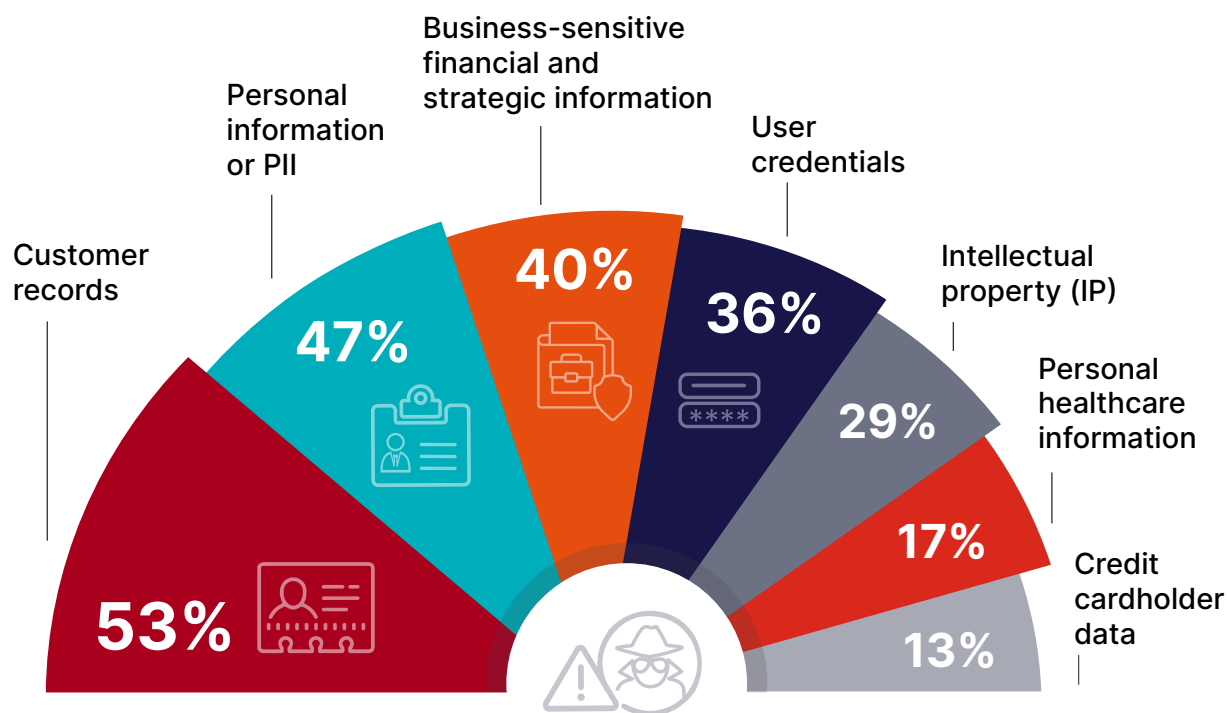 Customer
records
53%
Personal
information
or PII
47%
Business-sensitive
financial and
strategic information
40%
User
credentials
36%
****
Intellectual
property (IP)
29%
Personal
healthcare
information
17%
Credit
cardholder
data
13%